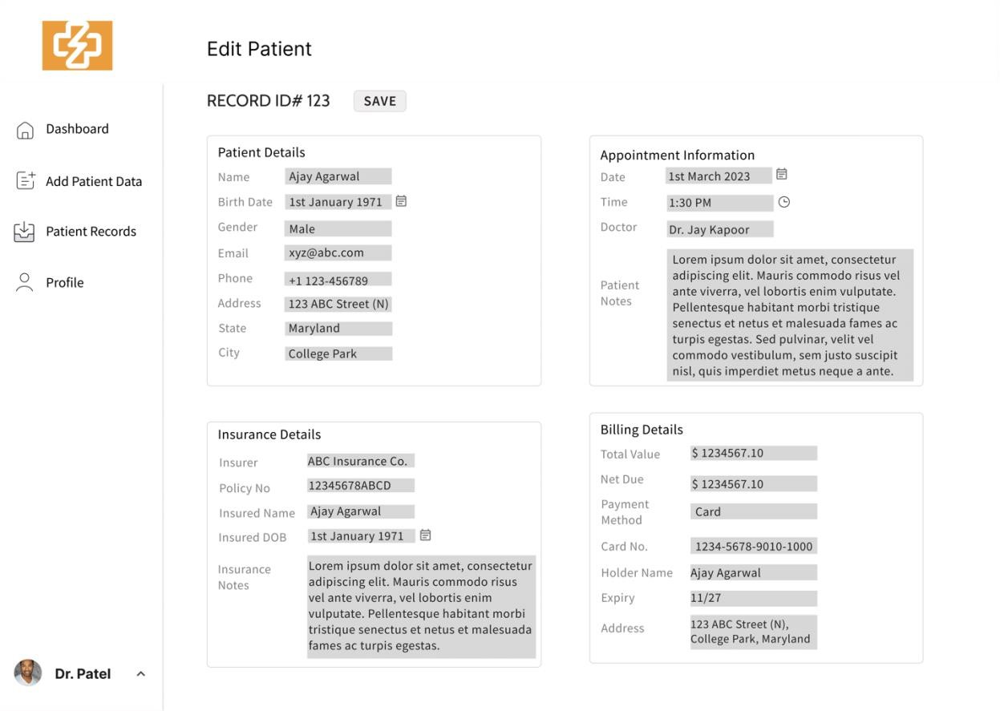 Edit Patient
RECORD ID# 123
SAVE
Dashboard
Add Patient Data
Patient Records
Profile
Dr. Patel
Patient Details
Name Ajay Agarwal
Birth Date 1st January 1971
Gender Male
Email xyz@abc.com
Phone +1 123-456789
Address 123 ABC Street (N)
State Maryland
City College Park
Appointment Information
Date 1st March 2023
Time 1:30 PM
Doctor Dr. Jay Kapoor
Patient
Notes
Lorem ipsum dolor sit amet, consectetur
adipiscing elit. Mauris commodo risus vel
ante viverra, vel lobortis enim vulputate.
Pellentesque habitant morbi tristique
senectus et netus et malesuada fames ac
turpis egestas. Sed pulvinar, velit vel
commodo vestibulum, sem justo suscipit
nisl, quis imperdiet metus neque a ante.
Insurance Details
Insurer ABC Insurance Co.
Policy No 12345678ABCD
Insured Name Ajay Agarwal
Insured DOB 1st January 1971
Insurance
Notes
Lorem ipsum dolor sit amet, consectetur
adipiscing elit. Mauris commodo risus
vel ante viverra, vel lobortis enim
vulputate. Pellentesque habitant morbi
tristique senectus et netus et malesuada
fames ac turpis egestas.
Billing Details
Total Value $ 1234567.10
Net Due $ 1234567.10
Payment
Method
Card
Card No. 1234-5678-9010-1000
Holder Name Ajay Agarwal
Expiry 11/27
Address
123 ABC Street (N),
College Park, Maryland